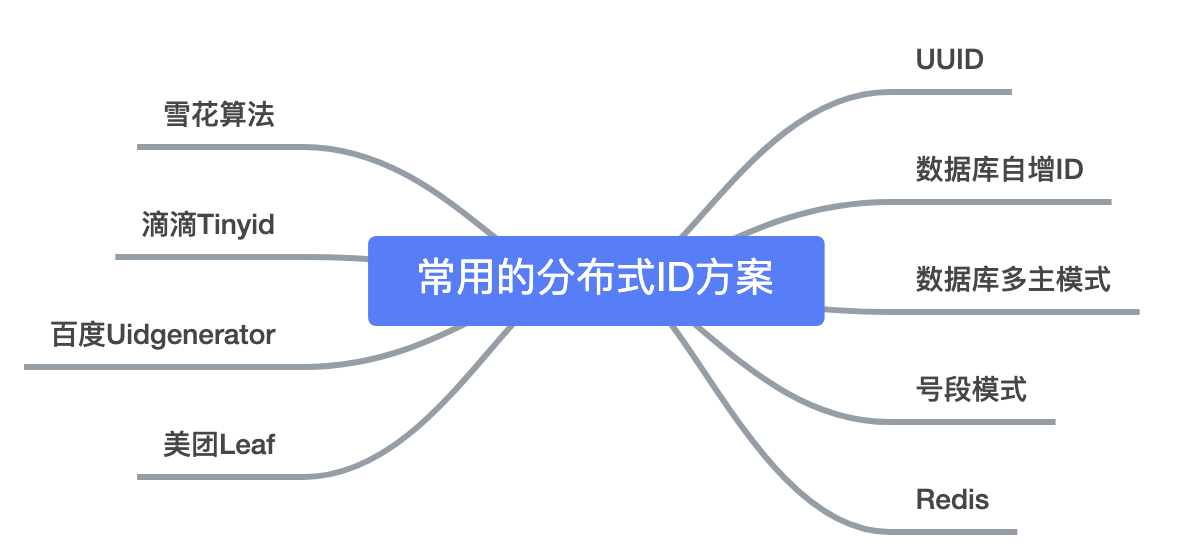 常用的分布式ID方案
UUID
数据库自增ID
数据库多主模式
号段模式
Redis
雪花算法
滴滴Tinyid
百度Uidgenerator
美团Leaf